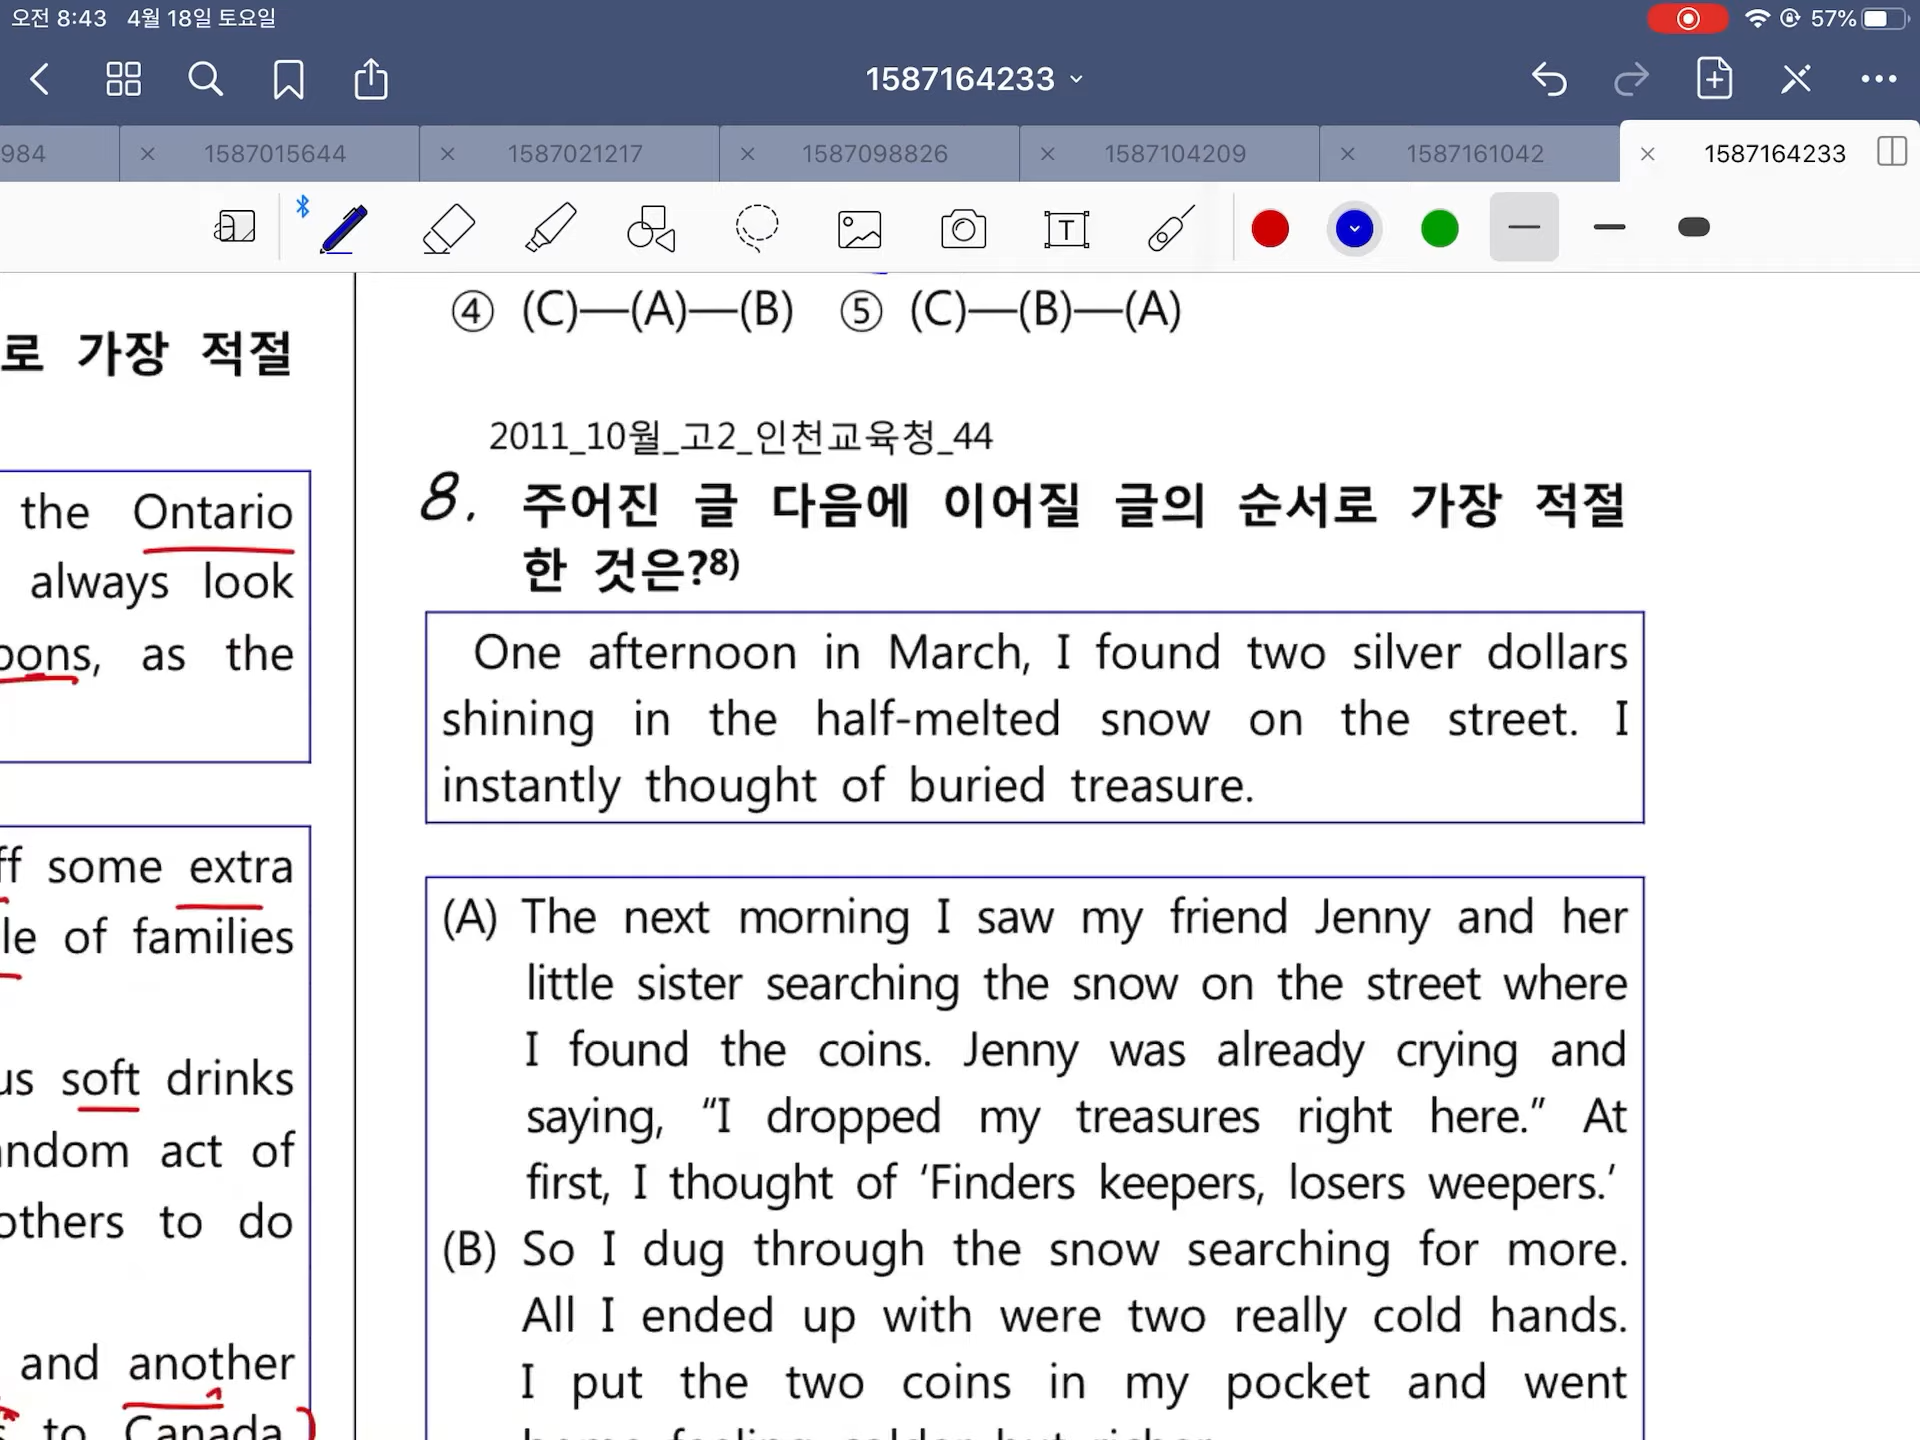 오전 8:43 4월 18일 토요일
57%
1587164233
984
1587015644
1587021217
1587098826
1587104209
1587161042
1587164233
로 가장 적절
the Ontario
always look
as the
some extra
of families
soft drinks
act of
others to do
and another
to Canada
④ (C)—(A)—(B) ⑤ (C)—(B)—(A)
2011_10월_고2_인천교육청_44
8. 주어진 글 다음에 이어질 글의 순서로 가장 적절
한 것은?8)
One afternoon in March, I found two silver dollars
shining in the half-melted snow on the street. I
instantly thought of buried treasure.
(A) The next morning I saw my friend Jenny and her
little sister searching the snow on the street where
I found the coins. Jenny was already crying and
saying, “I dropped my treasures right here.” At
first, I thought of ‘Finders keepers, losers weepers.’
(B) So I dug through the snow searching for more.
All I ended up with were two really cold hands.
I put the two coins in my pocket and went